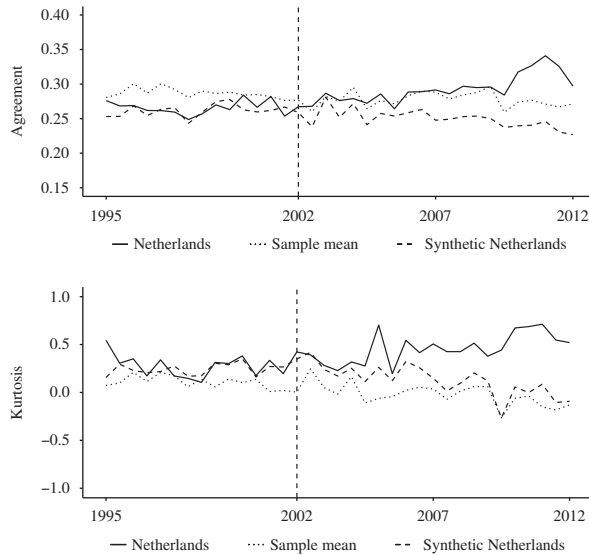 0.40
0.35
0.30
0.25
0.20
0.15
Agreement
1995 2002 2007 2012
Netherlands Sample mean Synthetic Netherlands
1.0
0.5
0.0
−0.5
−1.0
Kurtosis
1995 2002 2007 2012
Netherlands Sample mean Synthetic Netherlands